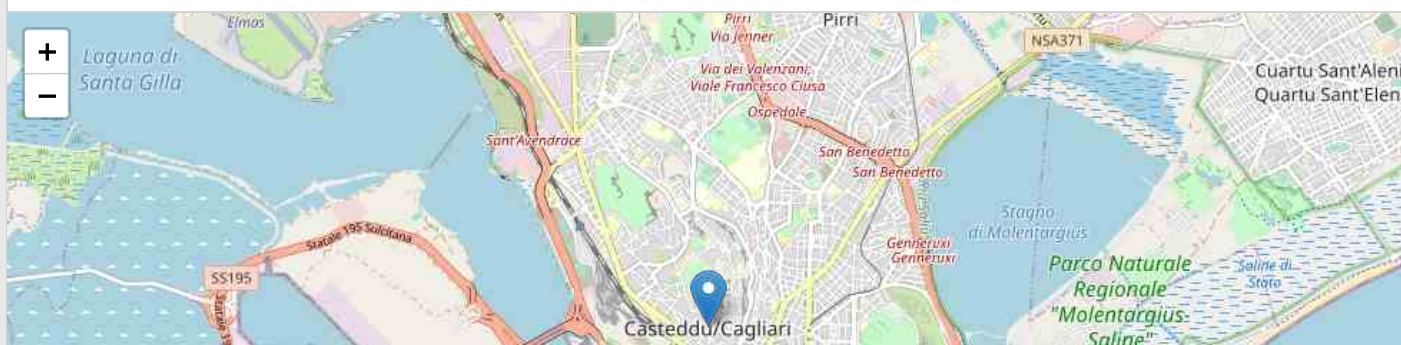 Elmas
Pirri
Via Jenner
Pirri
NSA371
+
−
Laguna di
Santa Gilla
Via dei Valenzani;
Viale Francesco Ciusa
Ospedale
Cuartu Sant'Aleni
Quartu Sant'Elen
Sant'Avendrace
San Benedetto
San Benedetto
Stagno
di Molentargius
Statale 195 Sulcitana
Genneruxi
Genneruxi
SS195
Statale 19
Parco Naturale
Regionale
"Molentargius-
Saline"
Saline di
Stato
Casteddu/Cagliari